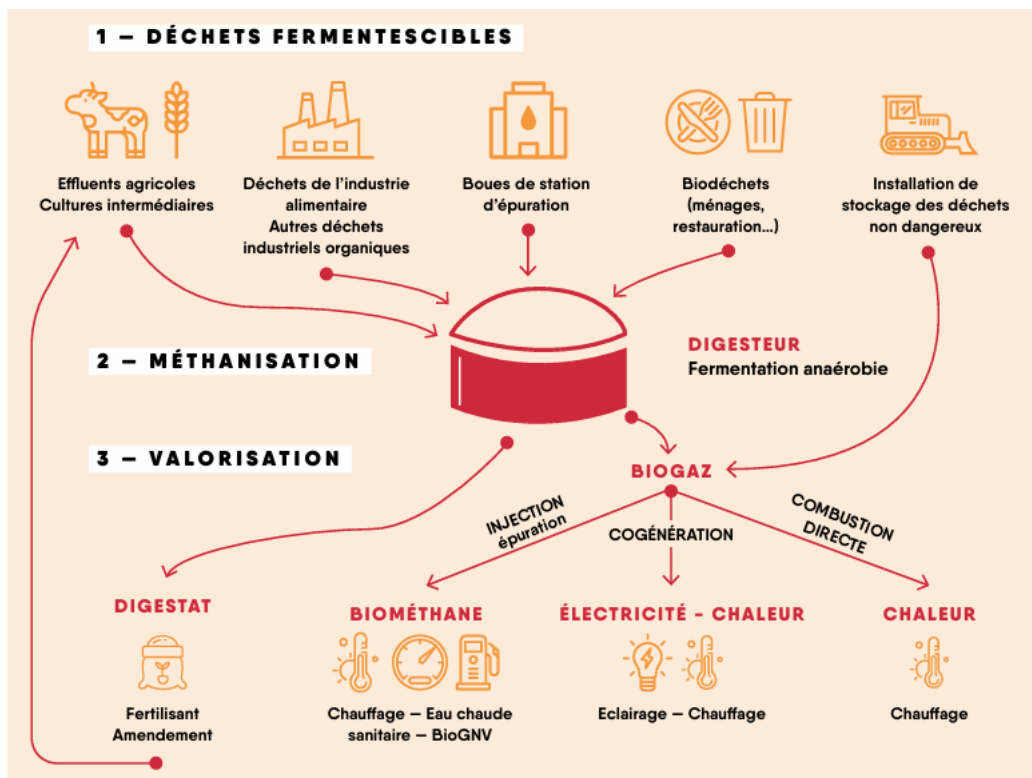 1 – DÉCHETS FERMENTESCIBLES
Effluents agricoles
Cultures intermédiaires
Déchets de l'industrie
alimentaire
Autres déchets
industriels organiques
Boues de station
d'épuration
Biodéchets
(ménages,
restauration...)
Installation de
stockage des déchets
non dangereux
2 – MÉTHANISATION
DIGESTEUR
Fermentation anaérobie
3 – VALORISATION
BIOGAZ
INJECTION
épuration
COGÉNÉRATION
COMBUSTION
DIRECTE
DIGESTAT
Fertilisant
Amendement
BIOMÉTHANE
Chauffage – Eau chaude
sanitaire – BioGNV
ÉLECTRICITÉ - CHALEUR
Eclairage – Chauffage
CHALEUR
Chauffage